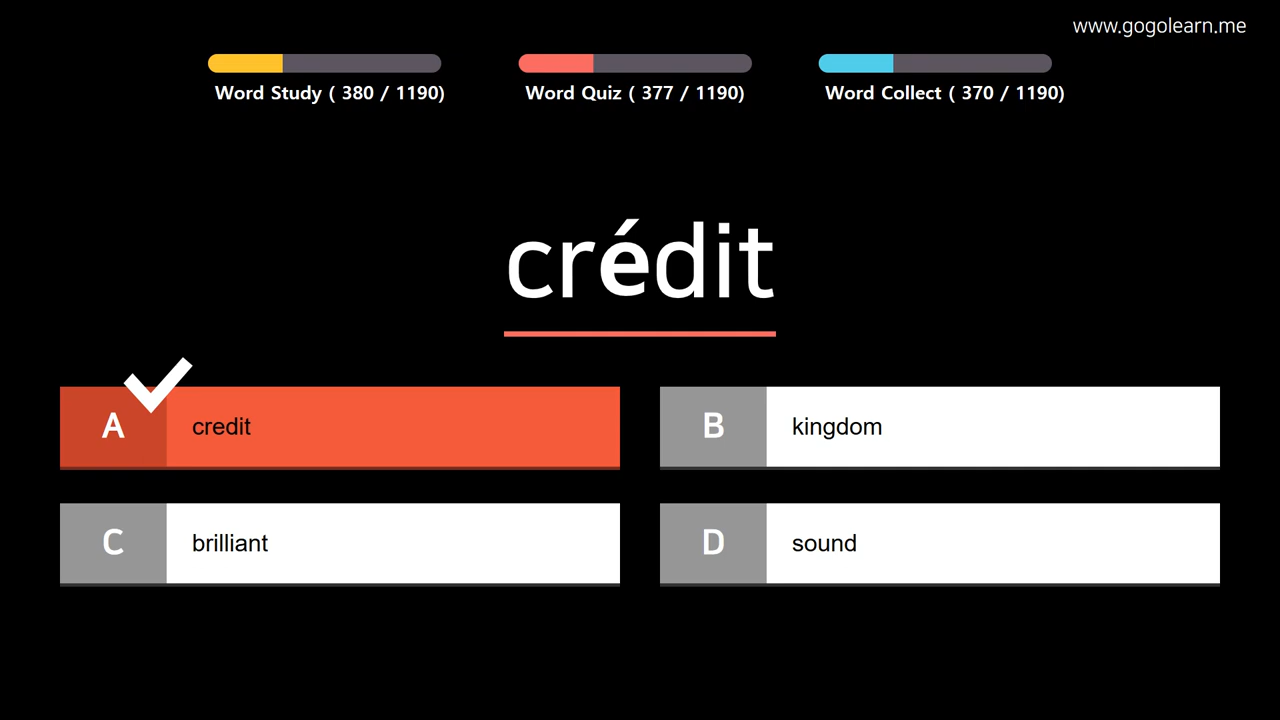 www.gogolearn.me
Word Study ( 380 / 1190)
Word Quiz ( 377 / 1190)
Word Collect ( 370 / 1190)
crédit
A credit
B kingdom
C brilliant
D sound